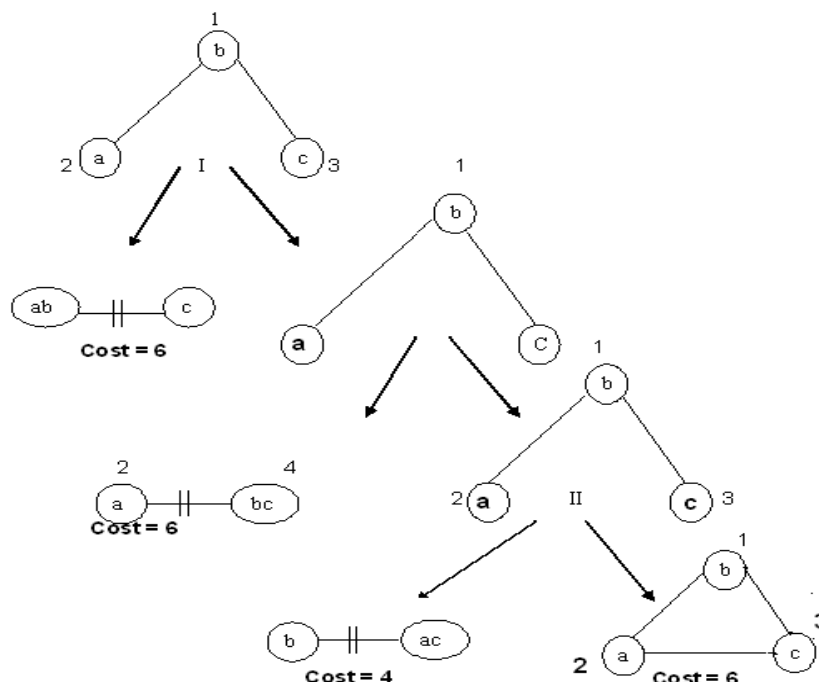 1
b
2 a I c 3
1
b
ab c
Cost = 6
a C
1
b
2 4
a bc
Cost = 6
2 a II c 3
1
b
3
b ac
2 a c
Cost = 4
Cost = 6